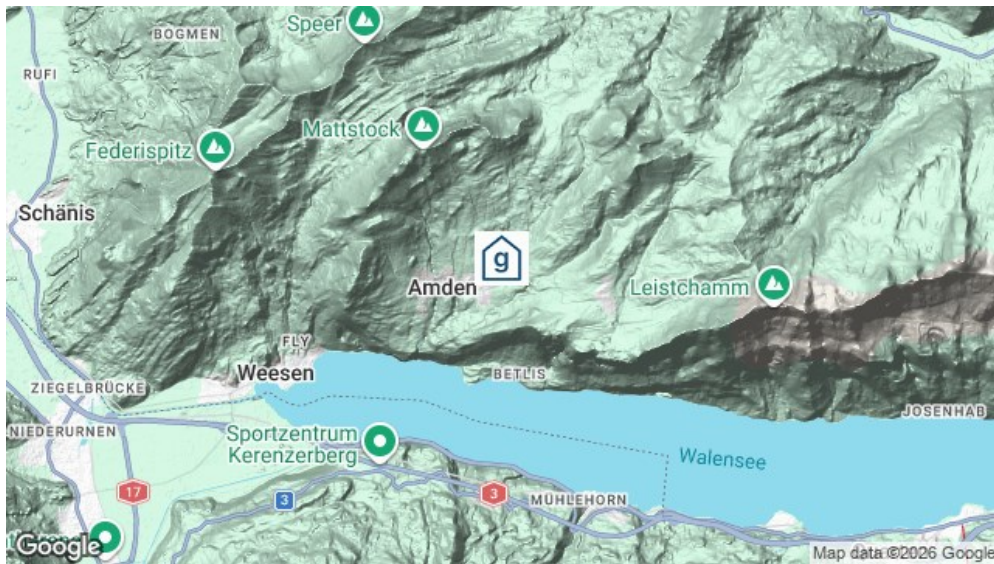 Speer
BOGMEN
RUFI
Mattstock
Federispitz
Schänis
g
Amden
Leistchamm
FLY
Weesen
BETLIS
ZIEGELBRÜCKE
JOSENHAB
NIEDERURNEN
Sportzentrum
Kerenzerberg
Walensee
17
3
3
MÜHLEHORN
Google
Map data ©2026 Google